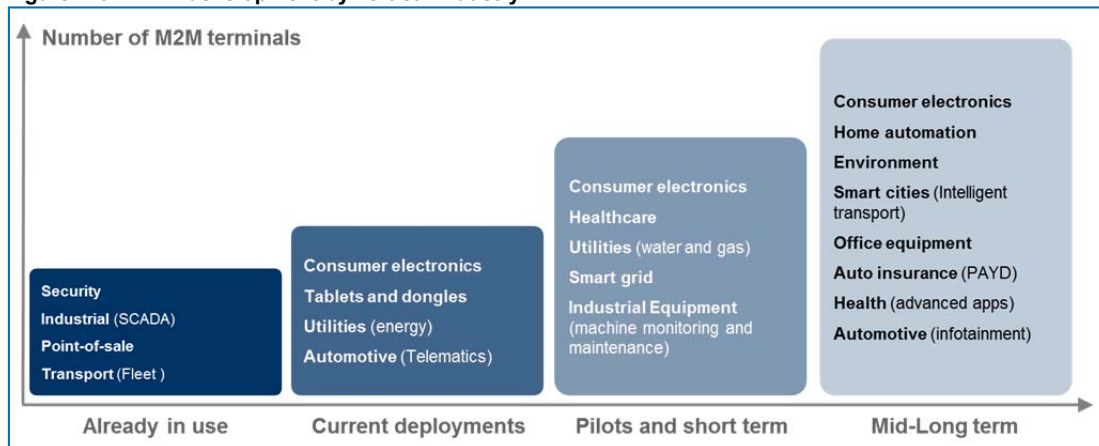 Number of M2M terminals
Security
Industrial (SCADA)
Point-of-sale
Transport (Fleet )
Consumer electronics
Tablets and dongles
Utilities (energy)
Automotive (Telematics)
Consumer electronics
Healthcare
Utilities (water and gas)
Smart grid
Industrial Equipment
(machine monitoring and
maintenance)
Consumer electronics
Home automation
Environment
Smart cities (Intelligent
transport)
Office equipment
Auto insurance (PAYD)
Health (advanced apps)
Automotive (infotainment)
Already in use
Current deployments
Pilots and short term
Mid-Long term